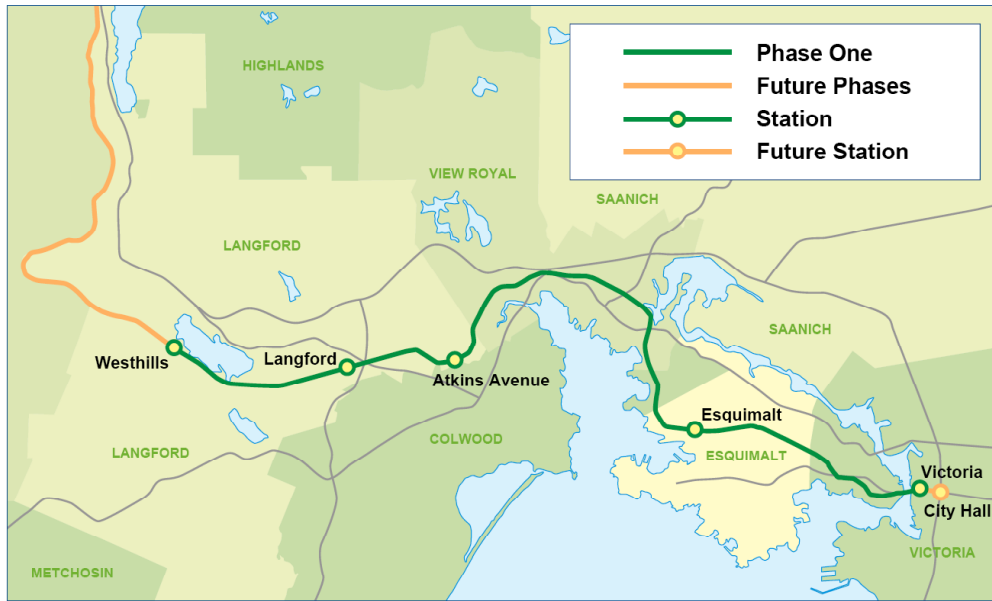 Phase One
Future Phases
Station
Future Station
HIGHLANDS
VIEW ROYAL
SAANICH
LANGFORD
SAANICH
Westhills
Langford
Atkins Avenue
Esquimalt
COLWOOD
LANGFORD
ESQUIMALT
Victoria
City Hall
VICTORIA
METCHOSIN